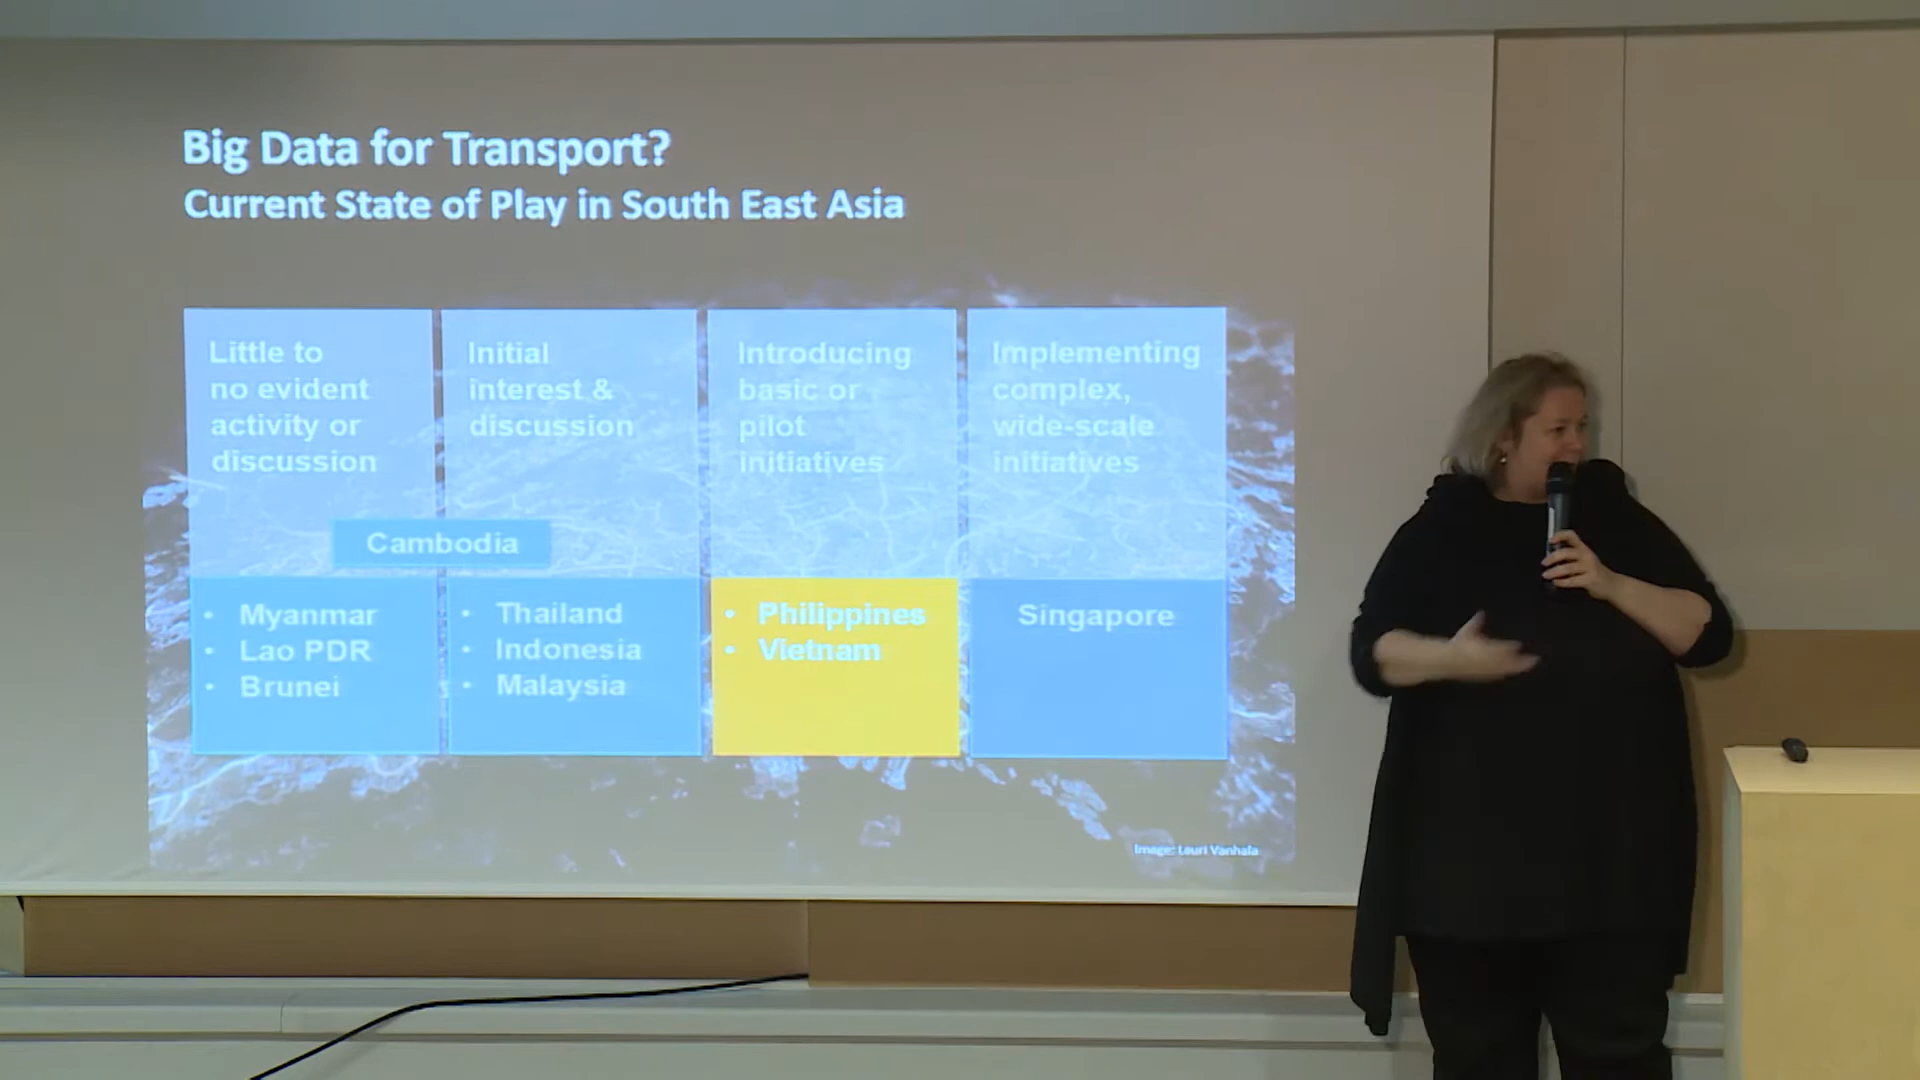 Big Data for Transport?
Current State of Play in South East Asia
Little to
no evident
activity or
discussion
Initial
interest &
discussion
Introducing
basic or
pilot
initiatives
Implementing
complex,
wide-scale
initiatives
Cambodia
• Myanmar
• Lao PDR
• Brunei
• Thailand
• Indonesia
• Malaysia
• Philippines
• Vietnam
Singapore
Image: Lauri Vanhala